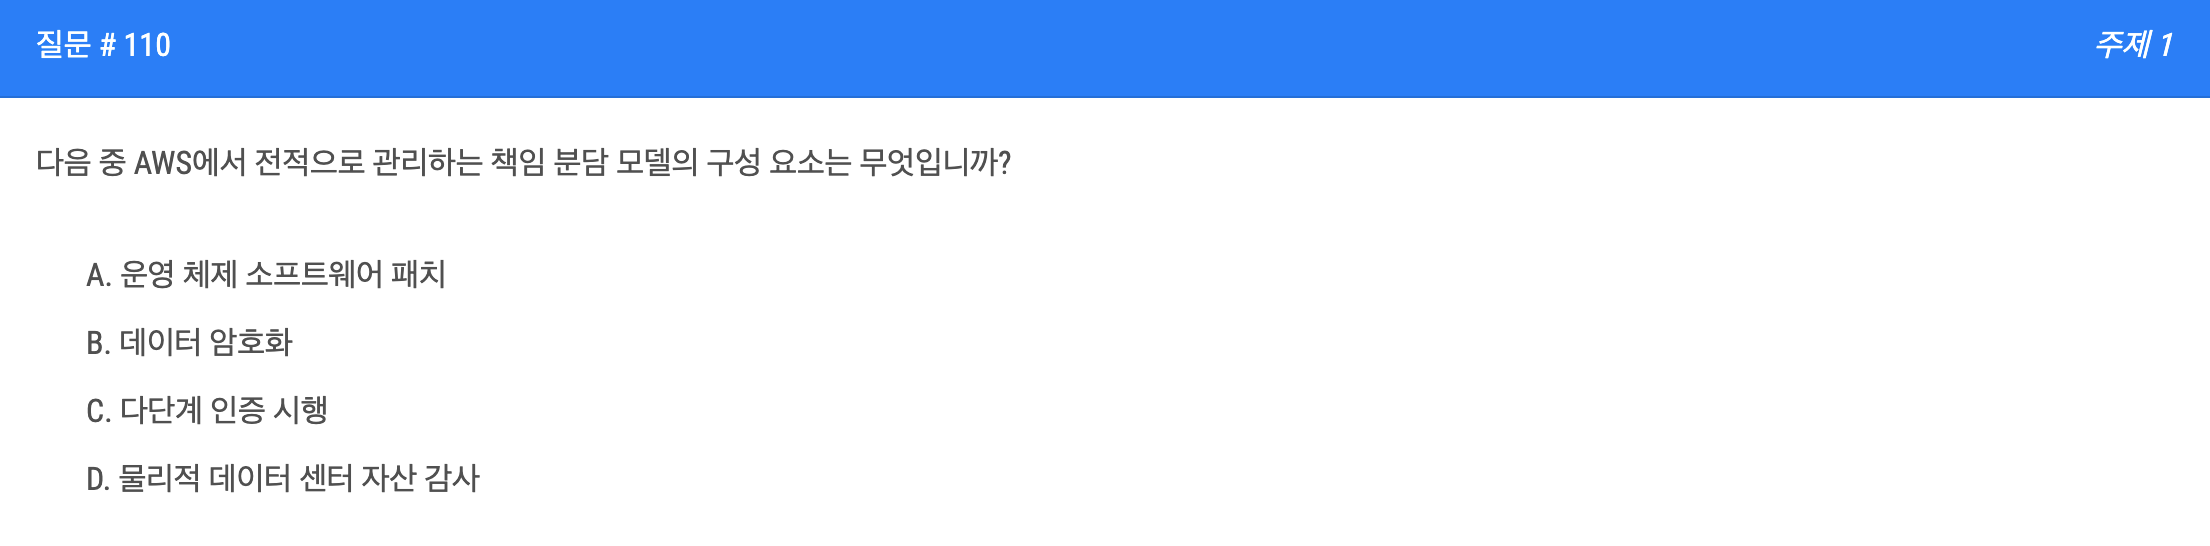 질문 # 110
주제 1
다음 중 AWS에서 전적으로 관리하는 책임 분담 모델의 구성 요소는 무엇입니까?
A. 운영 체제 소프트웨어 패치
B. 데이터 암호화
C. 다단계 인증 시행
D. 물리적 데이터 센터 자산 감사